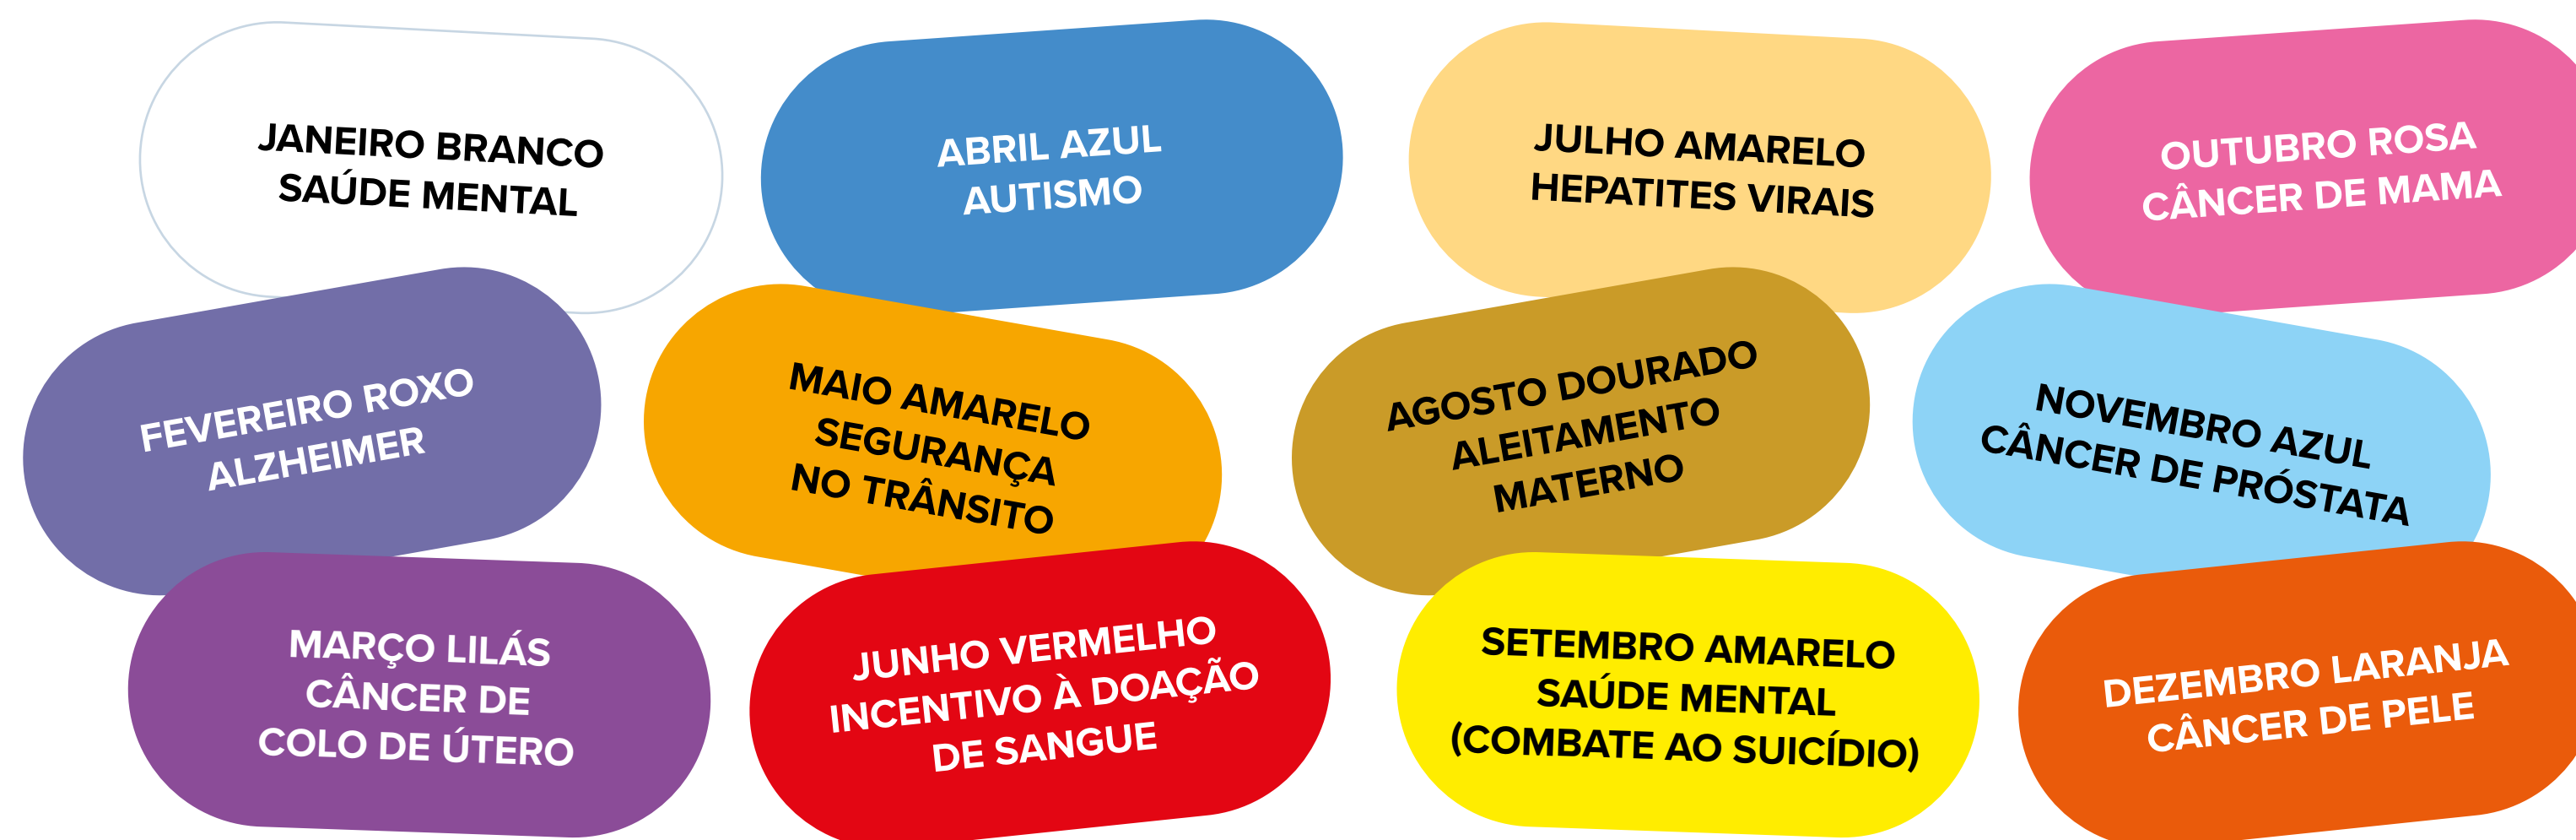 JANEIRO BRANCO
SAÚDE MENTAL
FEVEREIRO ROXO
ALZHEIMER
MARÇO LILÁS
CÂNCER DE
COLO DE ÚTERO
ABRIL AZUL
AUTISMO
MAIO AMARELO
SEGURANÇA
NO TRÂNSITO
JUNHO VERMELHO
INCENTIVO À DOAÇÃO
DE SANGUE
JULHO AMARELO
HEPATITES VIRAIS
AGOSTO DOURADO
ALEITAMENTO
MATERNO
SETEMBRO AMARELO
SAÚDE MENTAL
(COMBATE AO SUICÍDIO)
OUTUBRO ROSA
CÂNCER DE MAMA
NOVEMBRO AZUL
CÂNCER DE PRÓSTATA
DEZEMBRO LARANJA
CÂNCER DE PELE